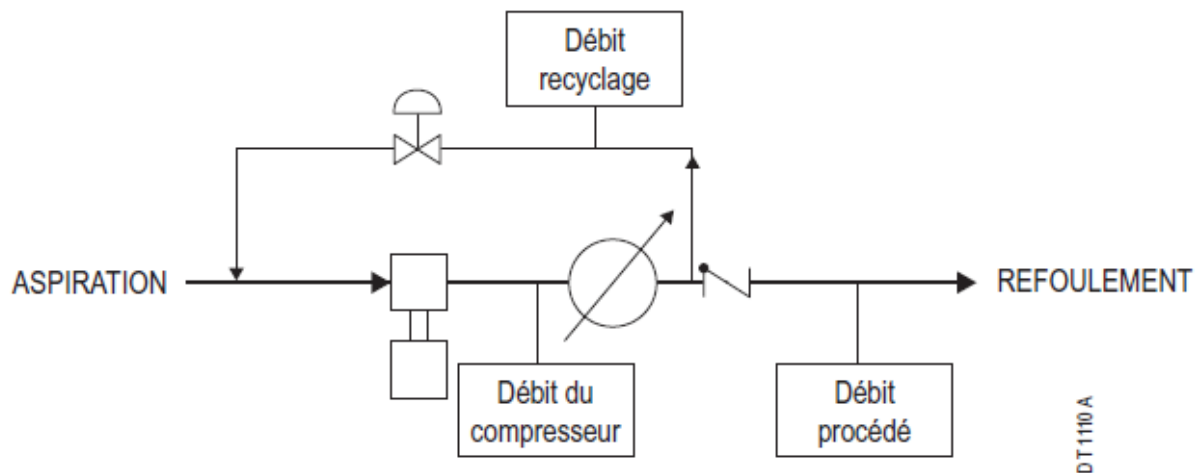 Débit
recyclage
ASPIRATION
REFOULEMENT
Débit du
compresseur
Débit
procédé
DT 1110 A